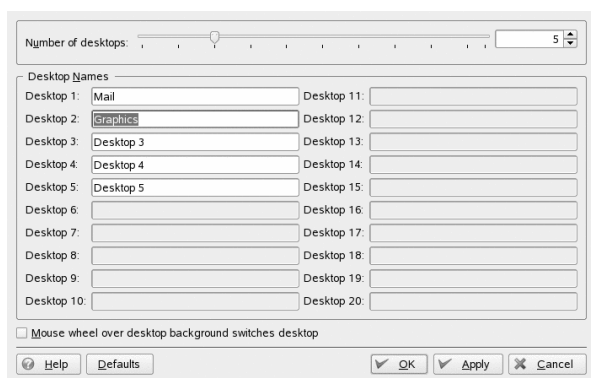 Number of desktops: 5
Desktop Names
Desktop 1: Mail
Desktop 2: Graphics
Desktop 3: Desktop 3
Desktop 4: Desktop 4
Desktop 5: Desktop 5
Desktop 6:
Desktop 7:
Desktop 8:
Desktop 9:
Desktop 10:
Desktop 11:
Desktop 12:
Desktop 13:
Desktop 14:
Desktop 15:
Desktop 16:
Desktop 17:
Desktop 18:
Desktop 19:
Desktop 20:
Mouse wheel over desktop background switches desktop
Help Defaults OK Apply Cancel